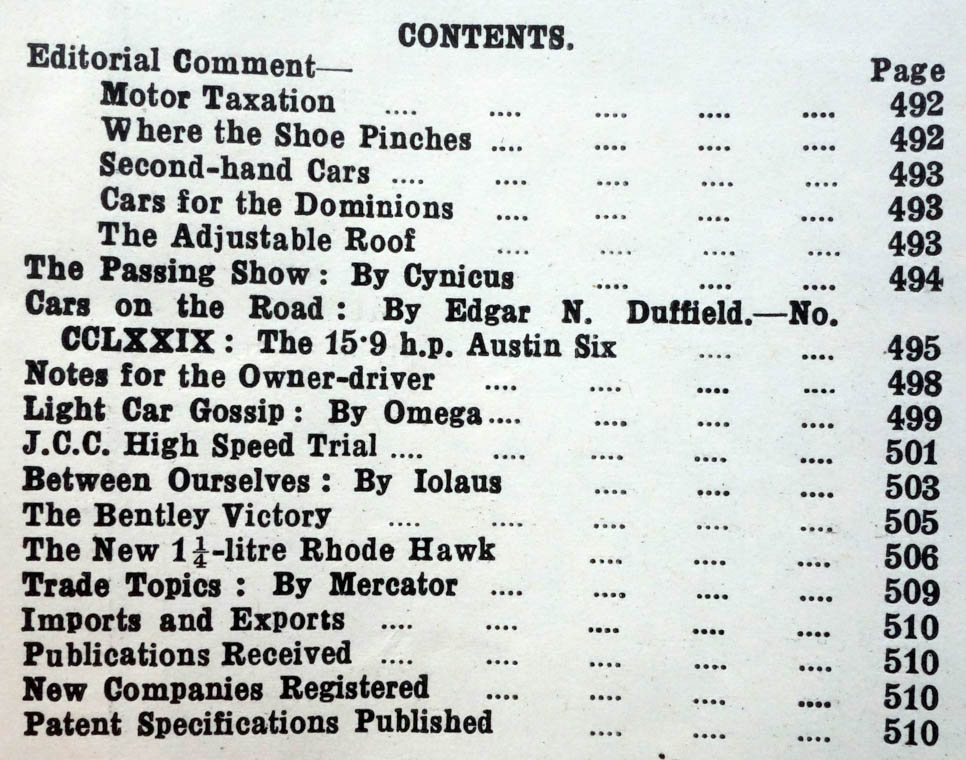 CONTENTS.
Editorial Comment—
Page
Motor Taxation .... .... .... .... .... 492
Where the Shoe Pinches .... .... .... .... 492
Second-hand Cars .... .... .... .... .... 493
Cars for the Dominions .... .... .... .... 493
The Adjustable Roof .... .... .... .... 493
The Passing Show : By Cynicus .... .... .... 494
Cars on the Road : By Edgar N. Duffield.—No.
CCLXXIX : The 15·9 h.p. Austin Six .... .... 495
Notes for the Owner-driver .... .... .... .... 498
Light Car Gossip : By Omega .... .... .... .... 499
J.C.C. High Speed Trial .... .... .... .... .... 501
Between Ourselves : By Iolaus .... .... .... 503
The Bentley Victory .... .... .... .... .... 505
The New 1¼-litre Rhode Hawk .... .... .... 506
Trade Topics : By Mercator .... .... .... .... 509
Imports and Exports .... .... .... .... .... 510
Publications Received .... .... .... .... .... 510
New Companies Registered .... .... .... .... 510
Patent Specifications Published .... .... .... 510